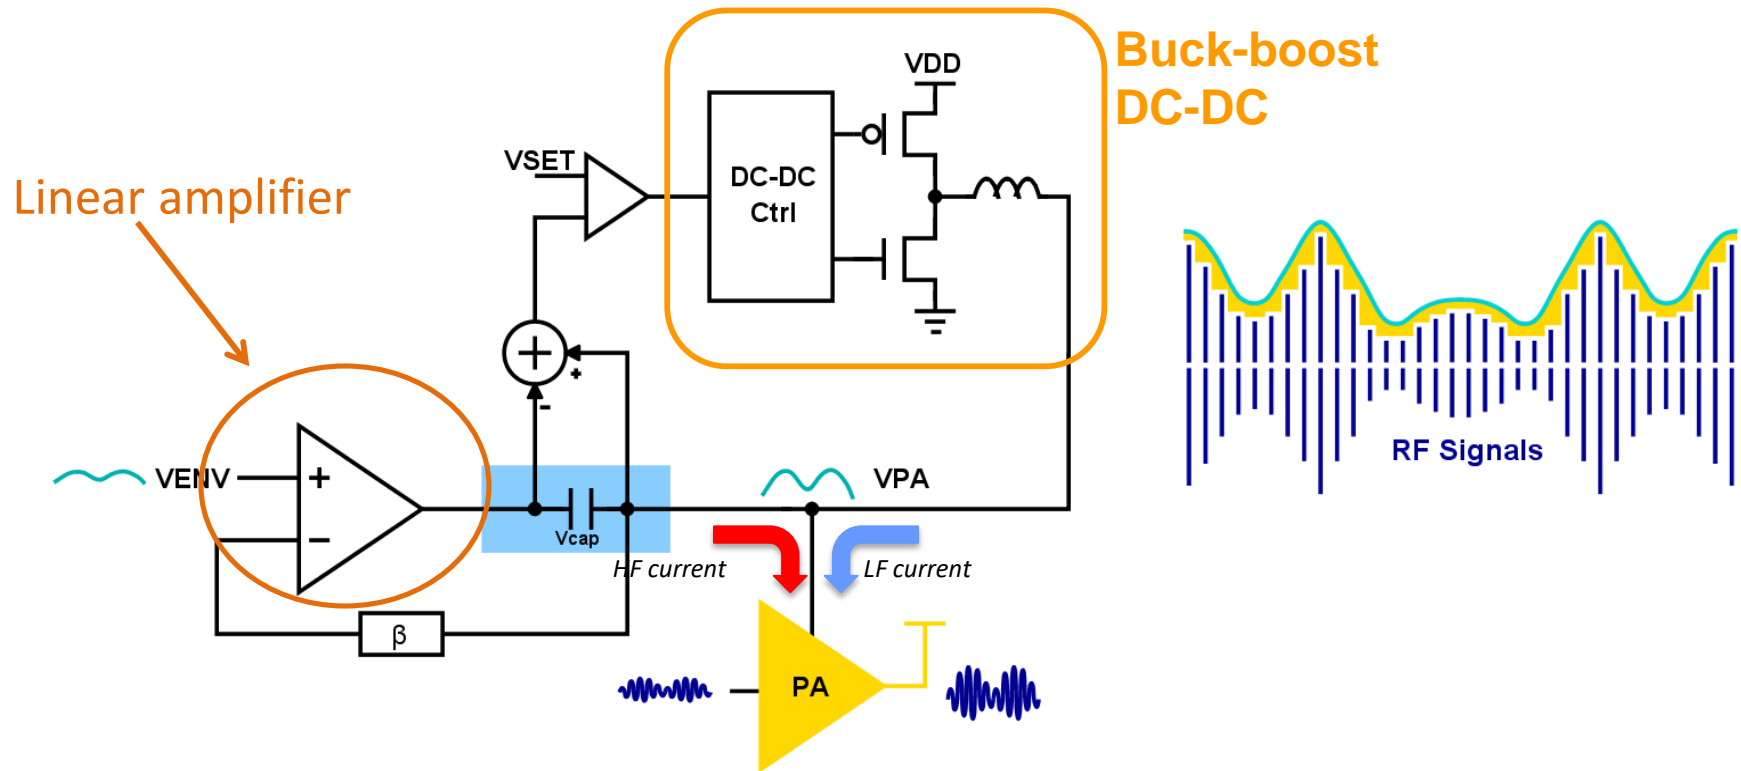 Buck-boost
DC-DC
VDD
VSET
DC-DC
Ctrl
Linear amplifier
+
+
-
VENV
+
−
VPA
Vcap
HF current
LF current
β
PA
RF Signals